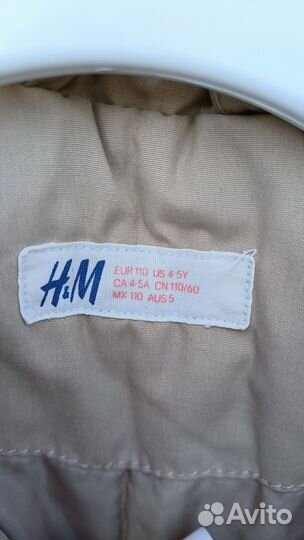 H&M
EUR 110 US 4-5Y
CA 4-5A CN 110/60
MX 110 AUS 5
Avito